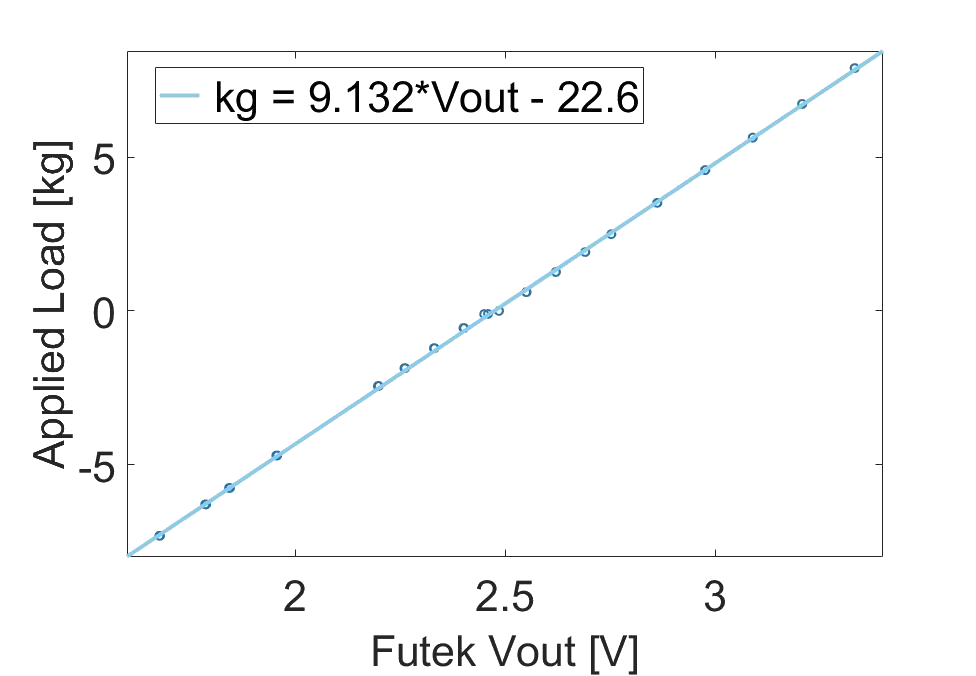 kg = 9.132*Vout - 22.6
5
0
-5
Applied Load [kg]
2
2.5
3
Futek Vout [V]